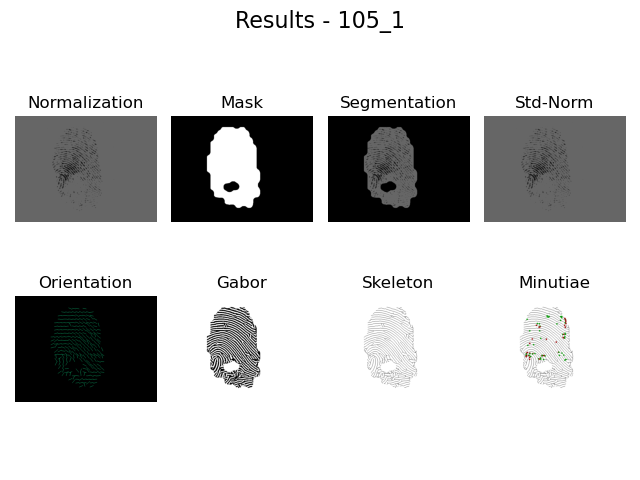 Results - 105_1
Normalization Mask Segmentation Std-Norm
Orientation Gabor Skeleton Minutiae